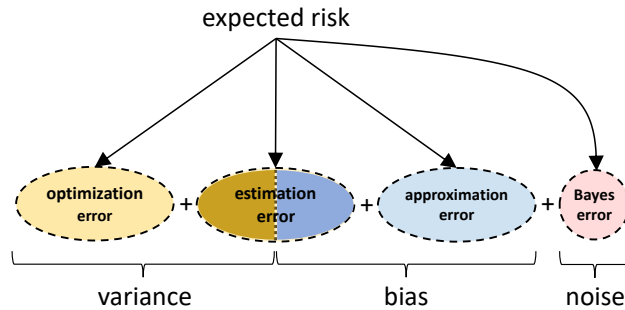 expected risk
optimization
error
+
estimation
error
+
approximation
error
+
Bayes
error
variance
bias
noise